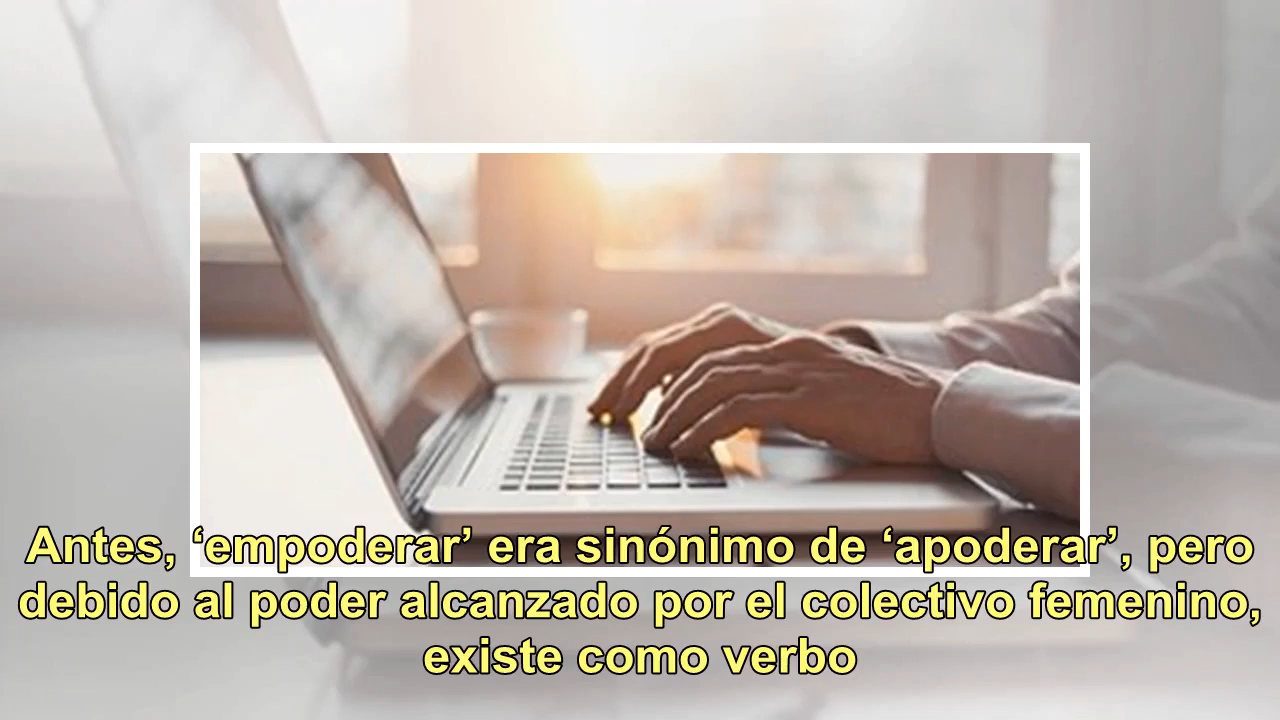 Antes, ‘empoderar’ era sinónimo de ‘apoderar’, pero
debido al poder alcanzado por el colectivo femenino,
existe como verbo